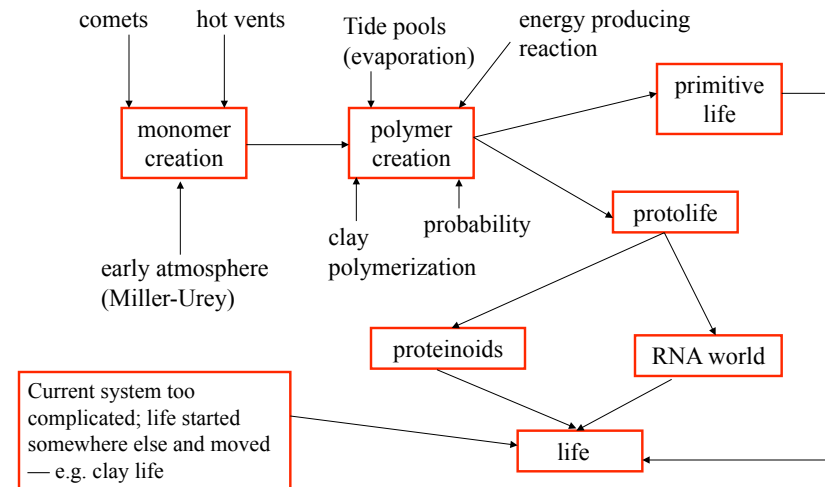 comets
hot vents
Tide pools
(evaporation)
energy producing
reaction
primitive
life
monomer
creation
polymer
creation
probability
clay
polymerization
early atmosphere
(Miller-Urey)
protolife
proteinoids
RNA world
Current system too
complicated; life started
somewhere else and moved
— e.g. clay life
life